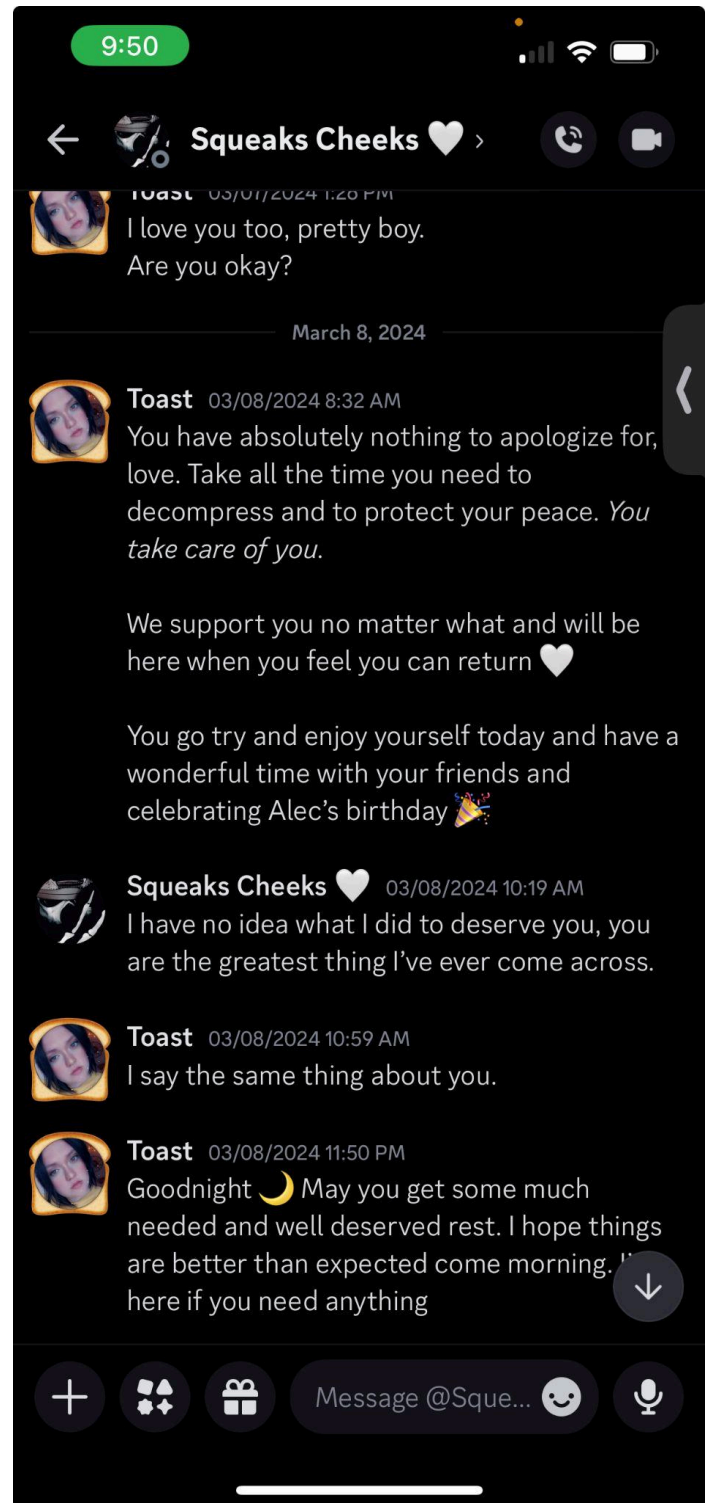 9:50
Squeaks Cheeks 🤍 ›
Toast 03/07/2024 1:26 PM
I love you too, pretty boy.
Are you okay?
March 8, 2024
Toast 03/08/2024 8:32 AM
You have absolutely nothing to apologize for,
love. Take all the time you need to
decompress and to protect your peace. You
take care of you.
We support you no matter what and will be
here when you feel you can return 🤍
You go try and enjoy yourself today and have a
wonderful time with your friends and
celebrating Alec’s birthday 🎉
Squeaks Cheeks 🤍 03/08/2024 10:19 AM
I have no idea what I did to deserve you, you
are the greatest thing I’ve ever come across.
Toast 03/08/2024 10:59 AM
I say the same thing about you.
Toast 03/08/2024 11:50 PM
Goodnight 🌙 May you get some much
needed and well deserved rest. I hope things
are better than expected come morning.
here if you need anything
Message @Sque...